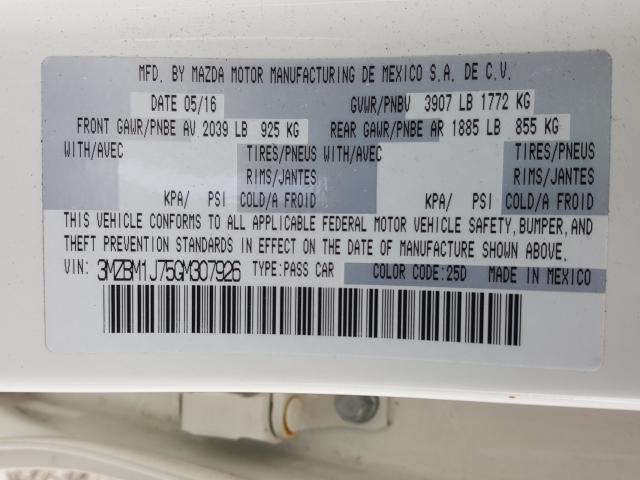 MFD. BY MAZDA MOTOR MANUFACTURING DE MEXICO S.A. DE C.V.
DATE 05/16 GVWR/PNBV 3907 LB 1772 KG
FRONT GAWR/PNBE AV 2039 LB 925 KG REAR GAWR/PNBE AR 1885 LB 855 KG
WITH/AVEC TIRES/PNEUS WITH/AVEC TIRES/PNEUS
RIMS/JANTES RIMS/JANTES
KPA/ PSI COLD/A FROID KPA/ PSI COLD/A FROID
THIS VEHICLE CONFORMS TO ALL APPLICABLE FEDERAL MOTOR VEHICLE SAFETY, BUMPER, AND
THEFT PREVENTION STANDARDS IN EFFECT ON THE DATE OF MANUFACTURE SHOWN ABOVE.
VIN: 3MZBM1J75GM307926 TYPE:PASS CAR COLOR CODE:25D MADE IN MEXICO